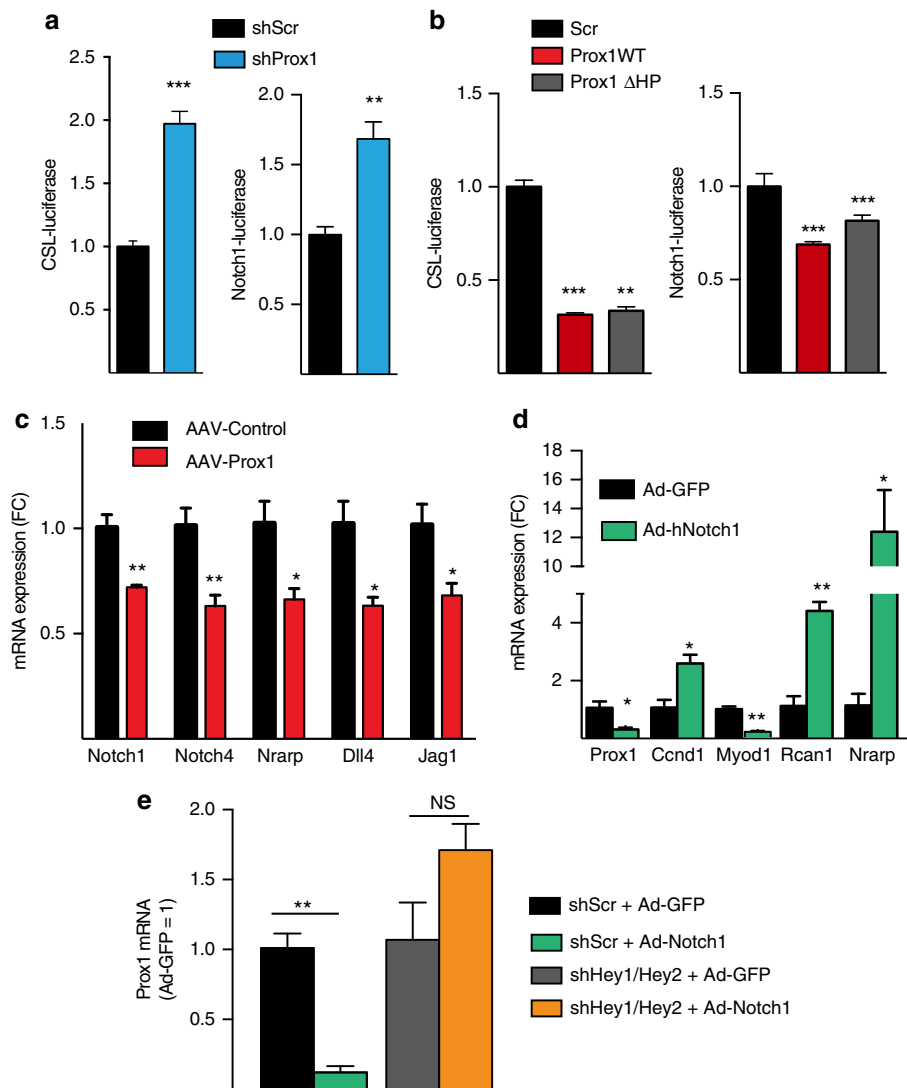 a
shScr
shProx1
CSL-luciferase
2.5
2.0
1.5
1.0
0.5
***
Notch1-luciferase
2.0
1.5
1.0
0.5
**
b
Scr
Prox1WT
Prox1 ΔHP
CSL-luciferase
1.5
1.0
0.5
***
**
Notch1-luciferase
1.5
1.0
0.5
***
***
c
AAV-Control
AAV-Prox1
mRNA expression (FC)
1.5
1.0
0.5
**
**
*
*
*
Notch1 Notch4 Nrarp Dll4 Jag1
d
Ad-GFP
Ad-hNotch1
mRNA expression (FC)
18
16
14
12
10
4
2
*
*
**
**
*
Prox1 Ccnd1 Myod1 Rcan1 Nrarp
e
Prox1 mRNA
(Ad-GFP = 1)
2.0
1.5
1.0
0.5
**
NS
shScr + Ad-GFP
shScr + Ad-Notch1
shHey1/Hey2 + Ad-GFP
shHey1/Hey2 + Ad-Notch1